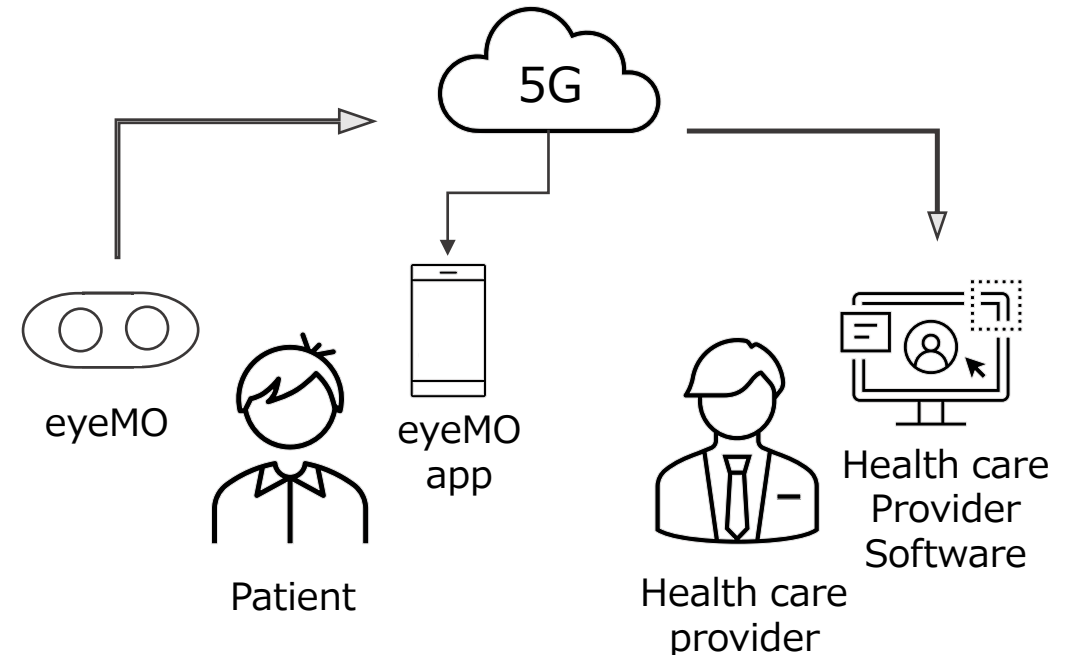 5G
eyeMO
eyeMO
app
Patient
Health care
provider
Health care
Provider
Software